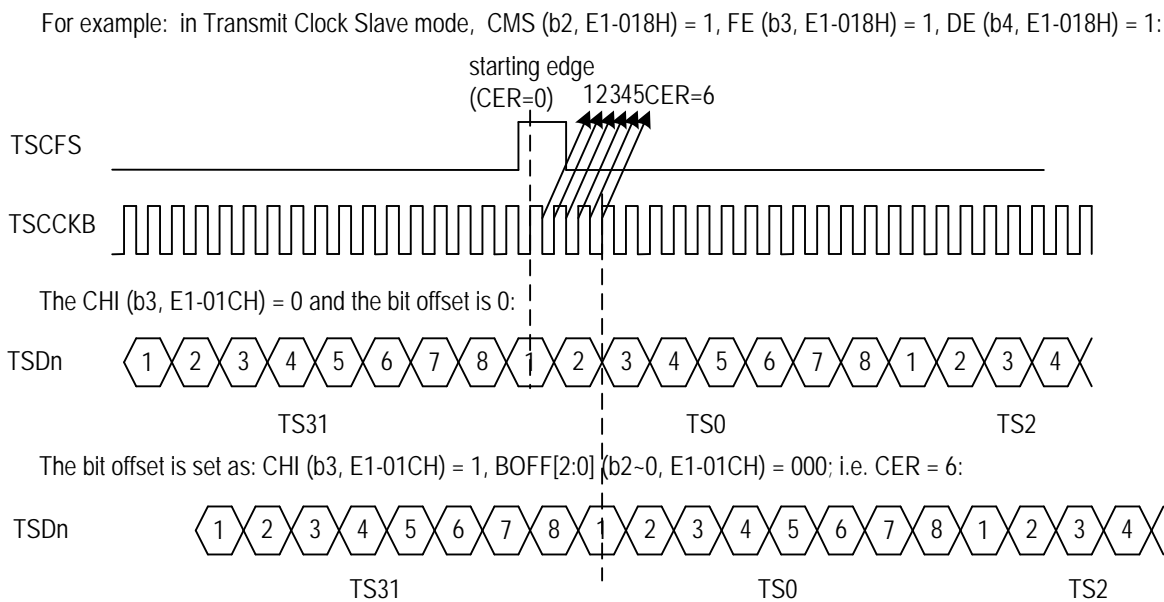 For example: in Transmit Clock Slave mode, CMS (b2, E1-018H) = 1, FE (b3, E1-018H) = 1, DE (b4, E1-018H) = 1:
starting edge
(CER=0) 12345CER=6
TSCFS
TSCCKB
The CHI (b3, E1-01CH) = 0 and the bit offset is 0:
TSDn 1 2 3 4 5 6 7 8 1 2 3 4 5 6 7 8 1 2 3 4
TS31 TS0 TS2
The bit offset is set as: CHI (b3, E1-01CH) = 1, BOFF[2:0] (b2~0, E1-01CH) = 000; i.e. CER = 6:
TSDn 1 2 3 4 5 6 7 8 1 2 3 4 5 6 7 8 1 2 3 4
TS31 TS0 TS2